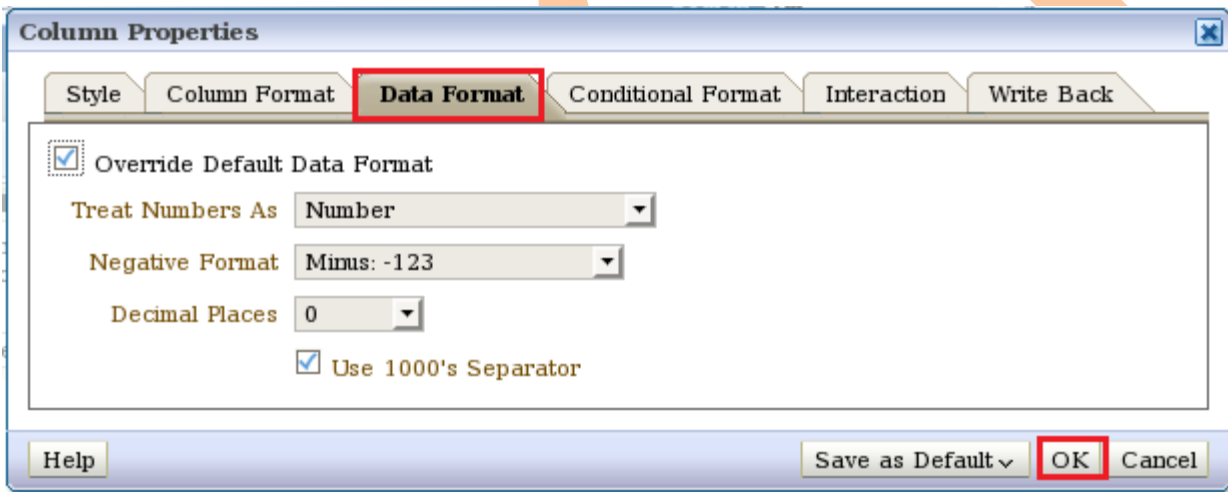 Column Properties
Style Column Format Data Format Conditional Format Interaction Write Back
Override Default Data Format
Treat Numbers As Number
Negative Format Minus: -123
Decimal Places 0
Use 1000's Separator
Help Save as Default OK Cancel